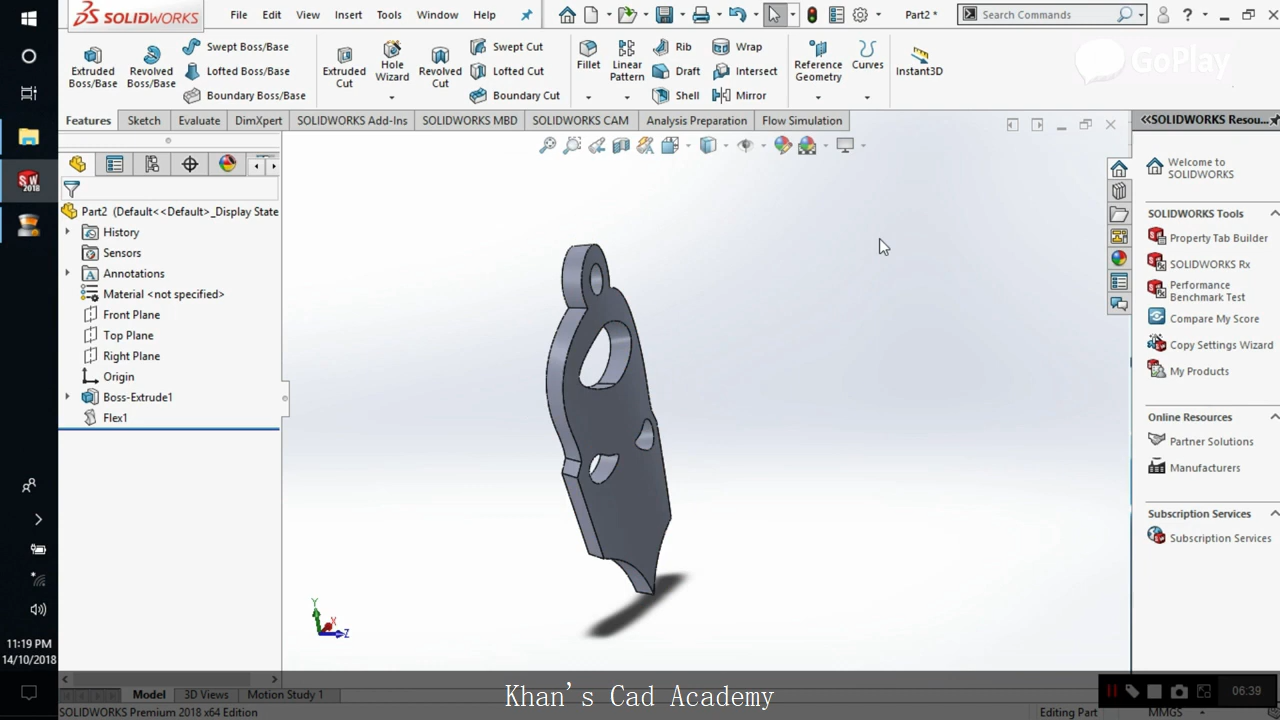 SOLIDWORKS
File Edit View Insert Tools Window Help
Part2 *
Search Commands
GoPlay
Extruded Boss/Base
Revolved Boss/Base
Swept Boss/Base
Lofted Boss/Base
Boundary Boss/Base
Extruded Cut
Hole Wizard
Revolved Cut
Swept Cut
Lofted Cut
Boundary Cut
Fillet
Linear Pattern
Rib
Draft
Shell
Wrap
Intersect
Mirror
Reference Geometry
Curves
Instant3D
Features Sketch Evaluate DimXpert SOLIDWORKS Add-Ins SOLIDWORKS MBD SOLIDWORKS CAM Analysis Preparation Flow Simulation
Part2 (Default<<Default>_Display State
History
Sensors
Annotations
Material <not specified>
Front Plane
Top Plane
Right Plane
Origin
Boss-Extrude1
Flex1
SW
2018
Y
X
Z
<<SOLIDWORKS Resou...
Welcome to
SOLIDWORKS
SOLIDWORKS Tools
Property Tab Builder
SOLIDWORKS Rx
Performance
Benchmark Test
Compare My Score
Copy Settings Wizard
My Products
Online Resources
Partner Solutions
Manufacturers
Subscription Services
Subscription Services
11:19 PM
14/10/2018
Model 3D Views Motion Study 1
Khan's Cad Academy
06:39
SOLIDWORKS Premium 2018 x64 Edition
Editing Part
MMGS